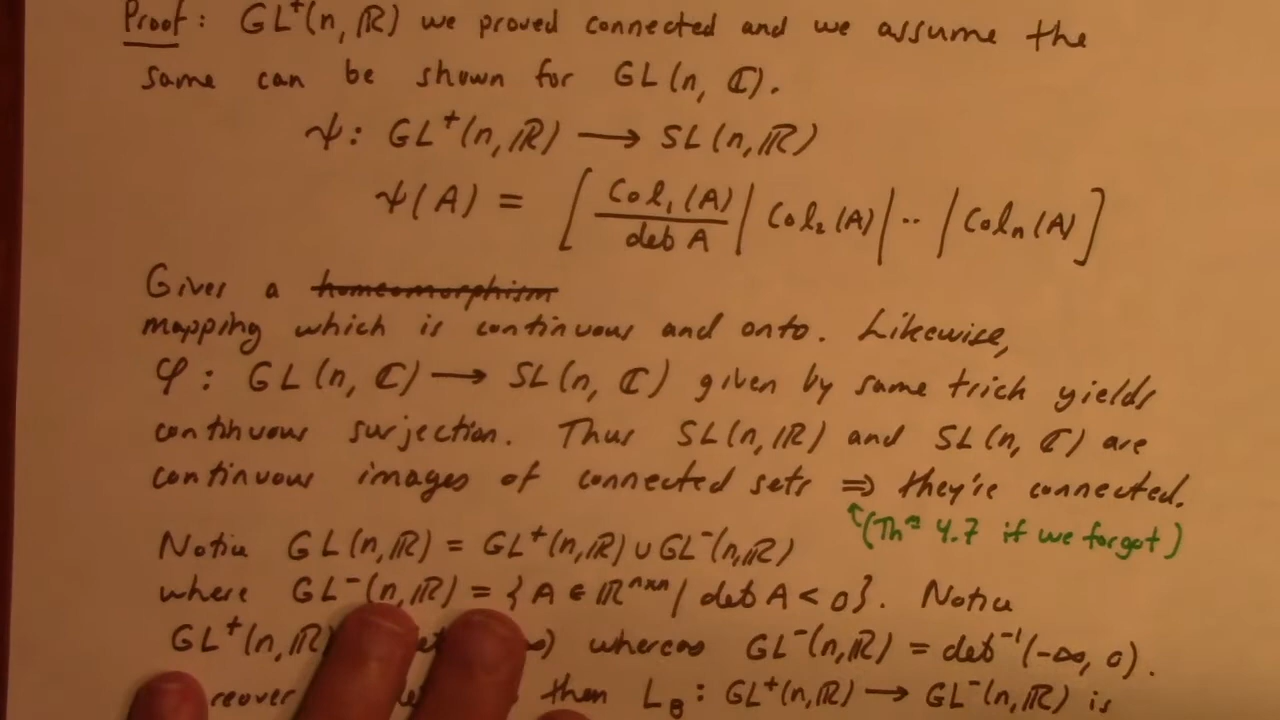 Proof: GL⁺(n, ℝ) we proved connected and we assume the
same can be shown for GL(n, ℂ).
ψ: GL⁺(n, ℝ) ⟶ SL(n, ℝ)
ψ(A) = [ Col₁(A) / det A | Col₂(A) | ·· | Colₙ(A) ]
Gives a homeomorphism
mapping which is continuous and onto. Likewise,
φ: GL(n, ℂ) ⟶ SL(n, ℂ) given by same trick yields
continuous surjection. Thus SL(n, ℝ) and SL(n, ℂ) are
continuous images of connected sets ⇒ they're connected.
↑(Thᵐ 4.7 if we forgot)
Notice GL(n, ℝ) = GL⁺(n, ℝ) ∪ GL⁻(n, ℝ)
where GL⁻(n, ℝ) = { A ∈ ℝⁿˣⁿ | det A < 0 }. Notice
GL⁺(n, ℝ) ∞) whereas GL⁻(n, ℝ) = det⁻¹(-∞, 0).
reover then L_B: GL⁺(n, ℝ) ⟶ GL⁻(n, ℝ) is